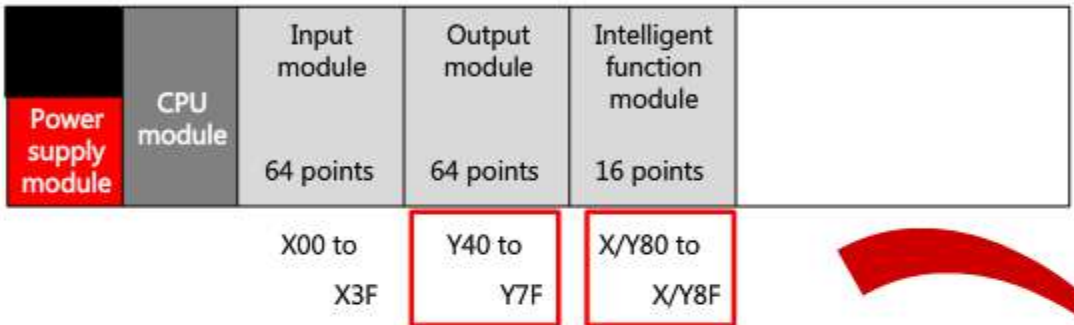 Power
supply
module
CPU
module
Input
module
64 points
Output
module
64 points
Intelligent
function
module
16 points
X00 to
X3F
Y40 to
Y7F
X/Y80 to
X/Y8F